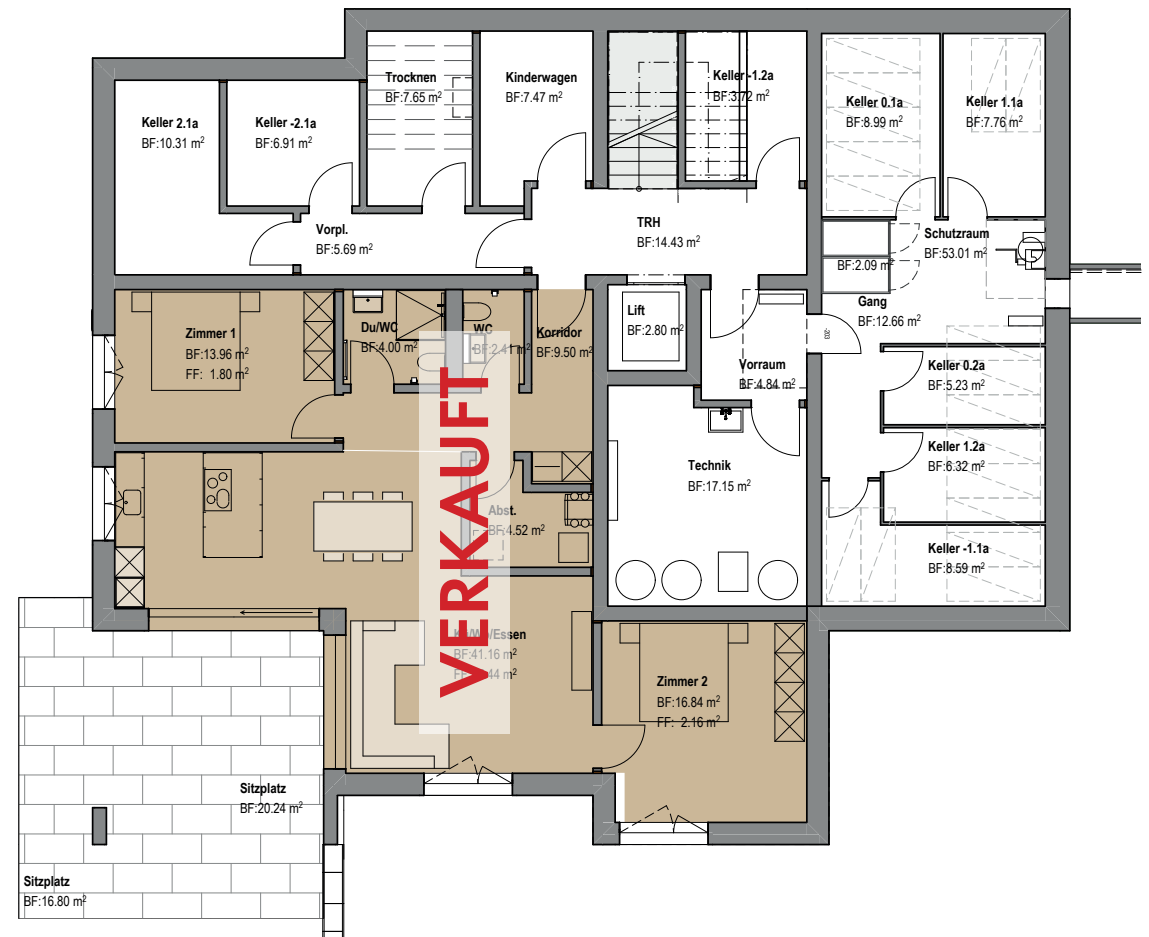 Trocknen
BF:7.65 m²
Kinderwagen
BF:7.47 m²
Keller -1.2a
BF:3.72 m²
Keller 0.1a
BF:8.99 m²
Keller 1.1a
BF:7.76 m²
Keller 2.1a
BF:10.31 m²
Keller -2.1a
BF:6.91 m²
Vorpl.
BF:5.69 m²
TRH
BF:14.43 m²
Schutzraum
BF:53.01 m²
BF:2.09 m²
Gang
BF:12.66 m²
Zimmer 1
BF:13.96 m²
FF: 1.80 m²
Du/WC
BF:4.00 m²
WC
BF:2.41 m²
Korridor
BF:9.50 m²
Lift
BF:2.80 m²
Vorraum
BF:4.84 m²
Keller 0.2a
BF:5.23 m²
Keller 1.2a
BF:6.32 m²
Technik
BF:17.15 m²
Abst.
BF:4.52 m²
Keller -1.1a
BF:8.59 m²
VERKAUFT
/Essen
BF:41.16 m²
Zimmer 2
BF:16.84 m²
FF: 2.16 m²
Sitzplatz
BF:20.24 m²
Sitzplatz
BF:16.80 m²